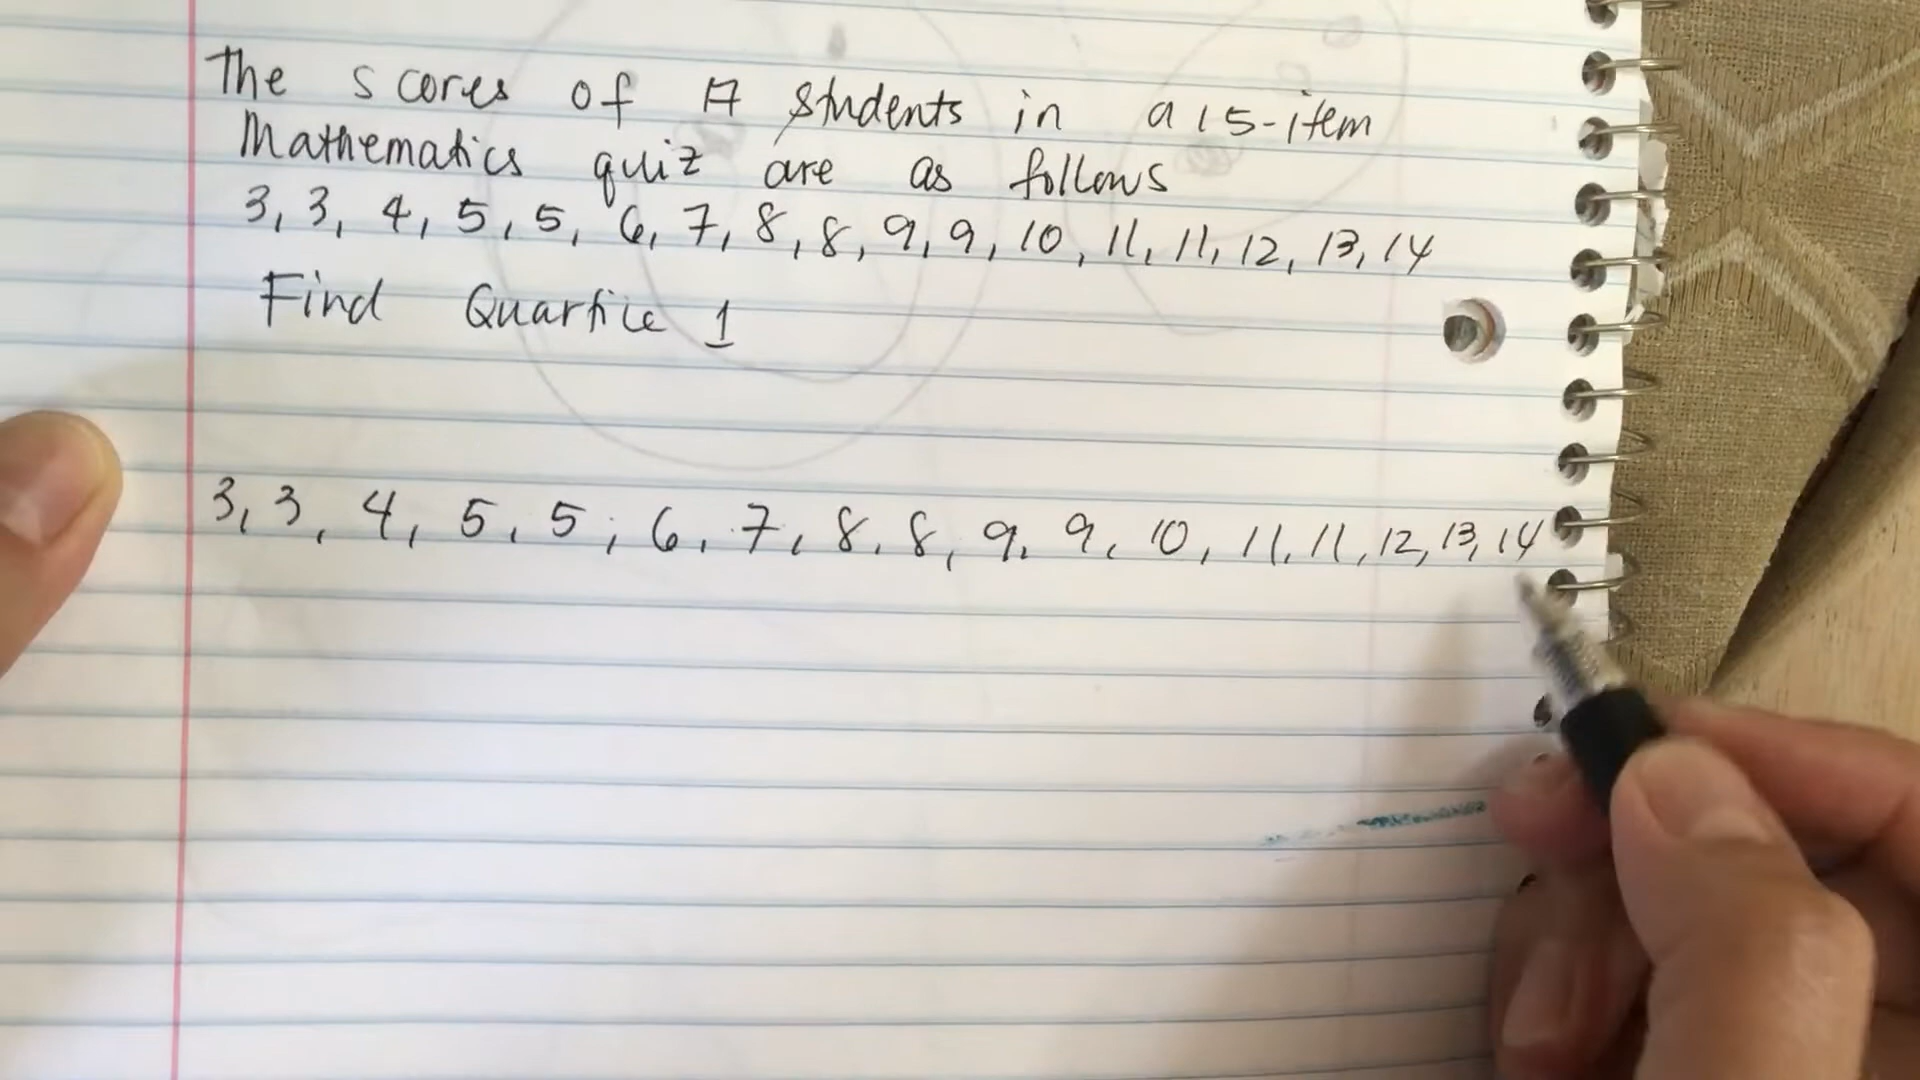 The scores of 17 students in a 15-item
Mathematics quiz are as follows
3, 3, 4, 5, 5, 6, 7, 8, 8, 9, 9, 10, 11, 11, 12, 13, 14
Find Quartile 1
3, 3, 4, 5, 5, 6, 7, 8, 8, 9, 9, 10, 11, 11, 12, 13, 14